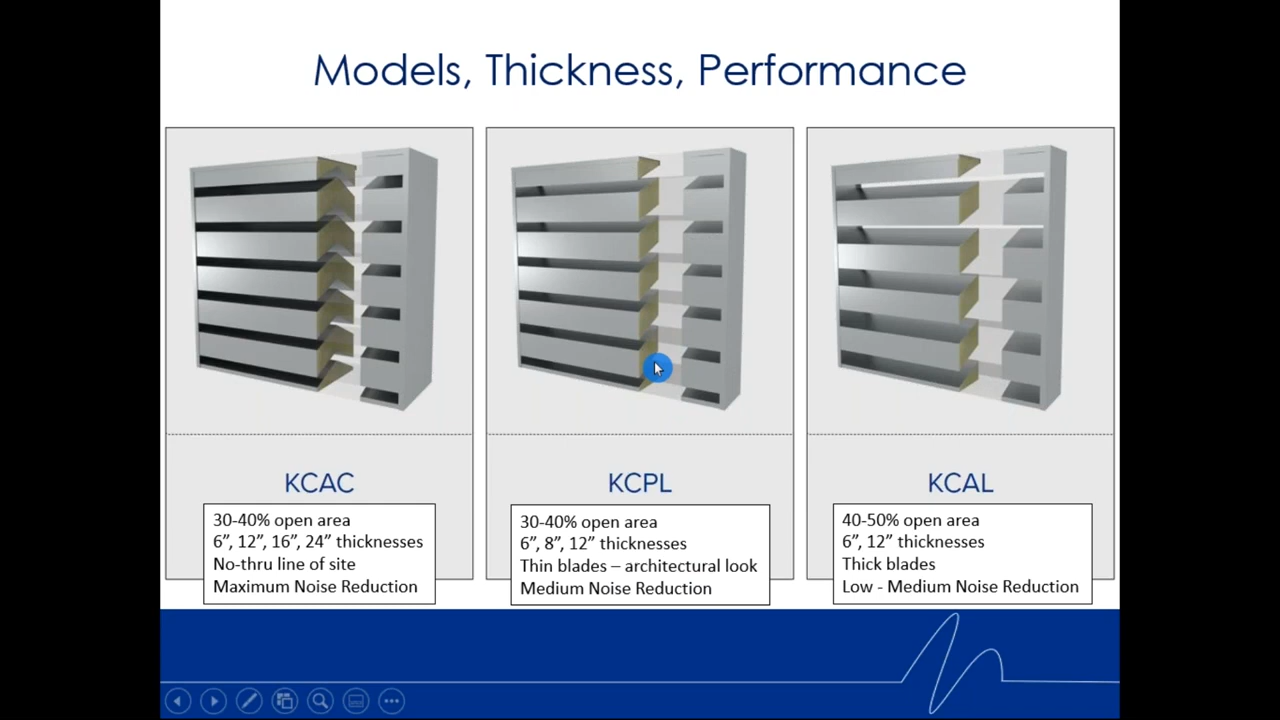 Models, Thickness, Performance
KCAC
30-40% open area
6”, 12”, 16”, 24” thicknesses
No-thru line of site
Maximum Noise Reduction
KCPL
30-40% open area
6”, 8”, 12” thicknesses
Thin blades – architectural look
Medium Noise Reduction
KCAL
40-50% open area
6”, 12” thicknesses
Thick blades
Low - Medium Noise Reduction